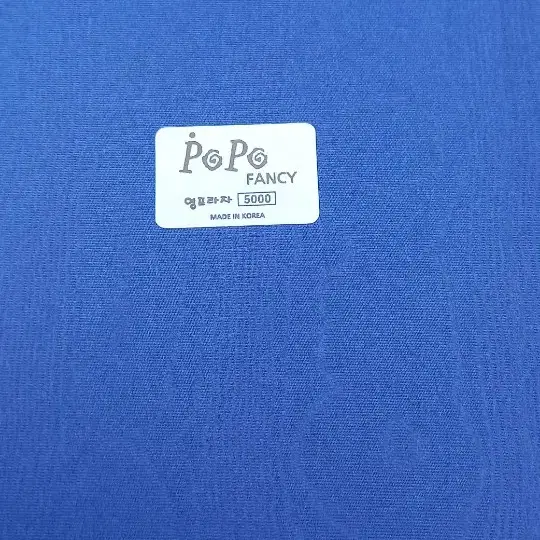 PoPo
FANCY
영프라자 5000
MADE IN KOREA